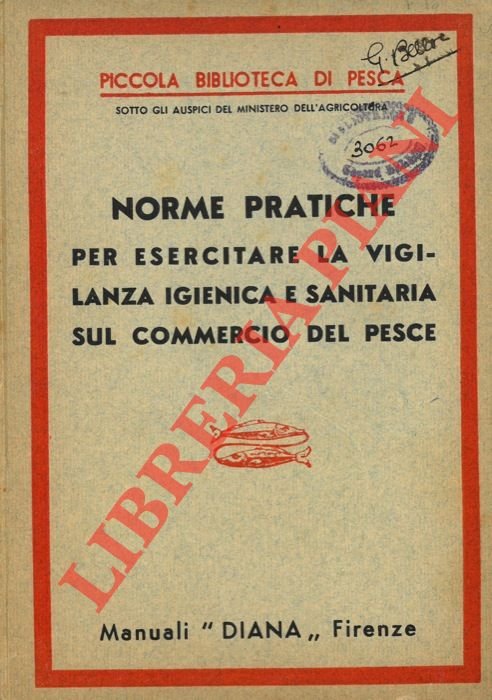 PICCOLA BIBLIOTECA DI PESCA
SOTTO GLI AUSPICI DEL MINISTERO DELL'AGRICOLTURA
3062
NORME PRATICHE
PER ESERCITARE LA VIGI-
LANZA IGIENICA E SANITARIA
SUL COMMERCIO DEL PESCE
LIBRERIA PIANI
Manuali " DIANA „ Firenze